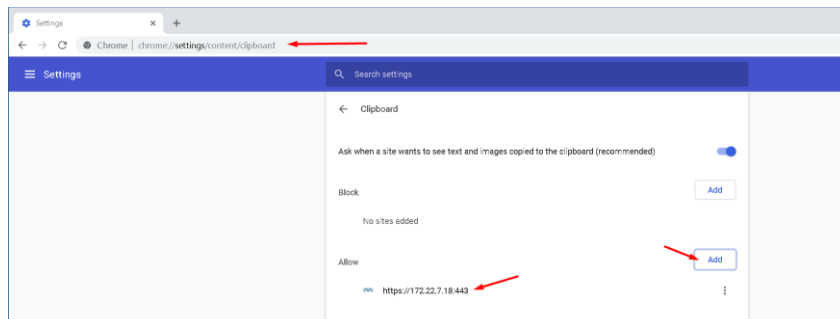 Settings
Chrome | chrome://settings/content/clipboard
Settings
Search settings
Clipboard
Ask when a site wants to see text and images copied to the clipboard (recommended)
Block
Add
No sites added
Allow
Add
https://172.22.7.18:443